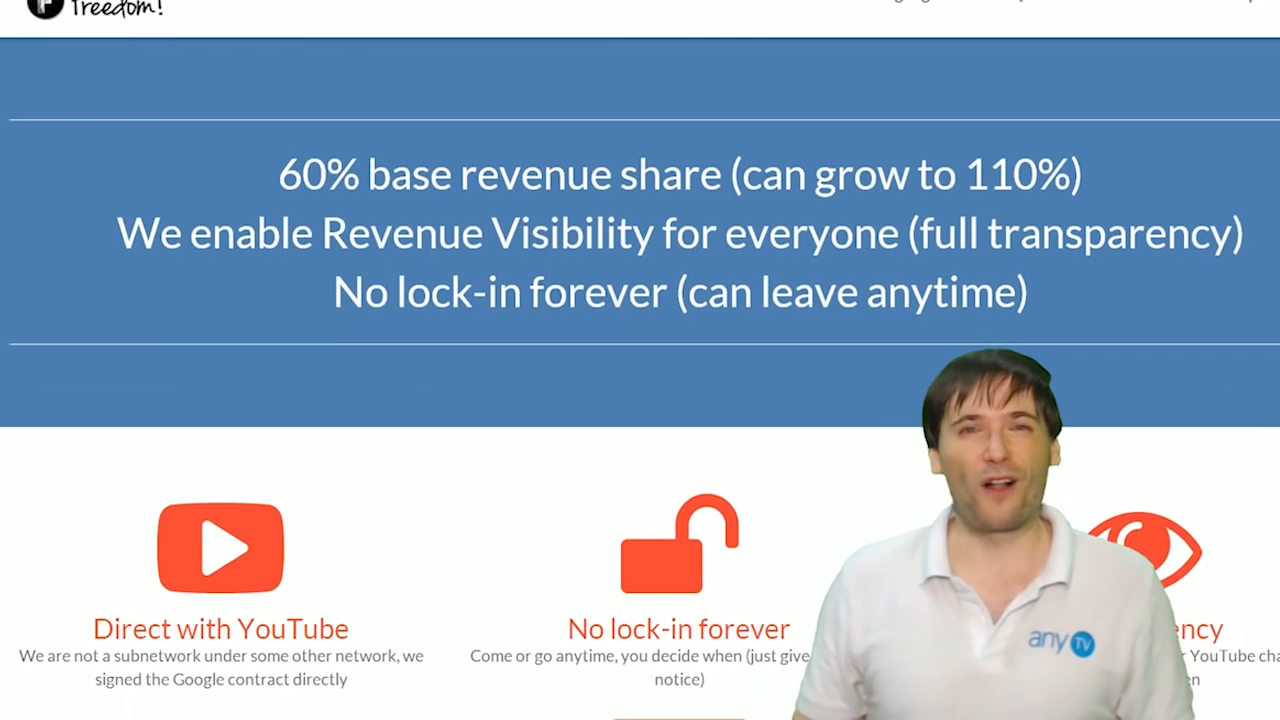 freedom!
60% base revenue share (can grow to 110%)
We enable Revenue Visibility for everyone (full transparency)
No lock-in forever (can leave anytime)
Direct with YouTube
We are not a subnetwork under some other network, we
signed the Google contract directly
No lock-in forever
Come or go anytime, you decide when (just give
notice)
YouTube
any TV